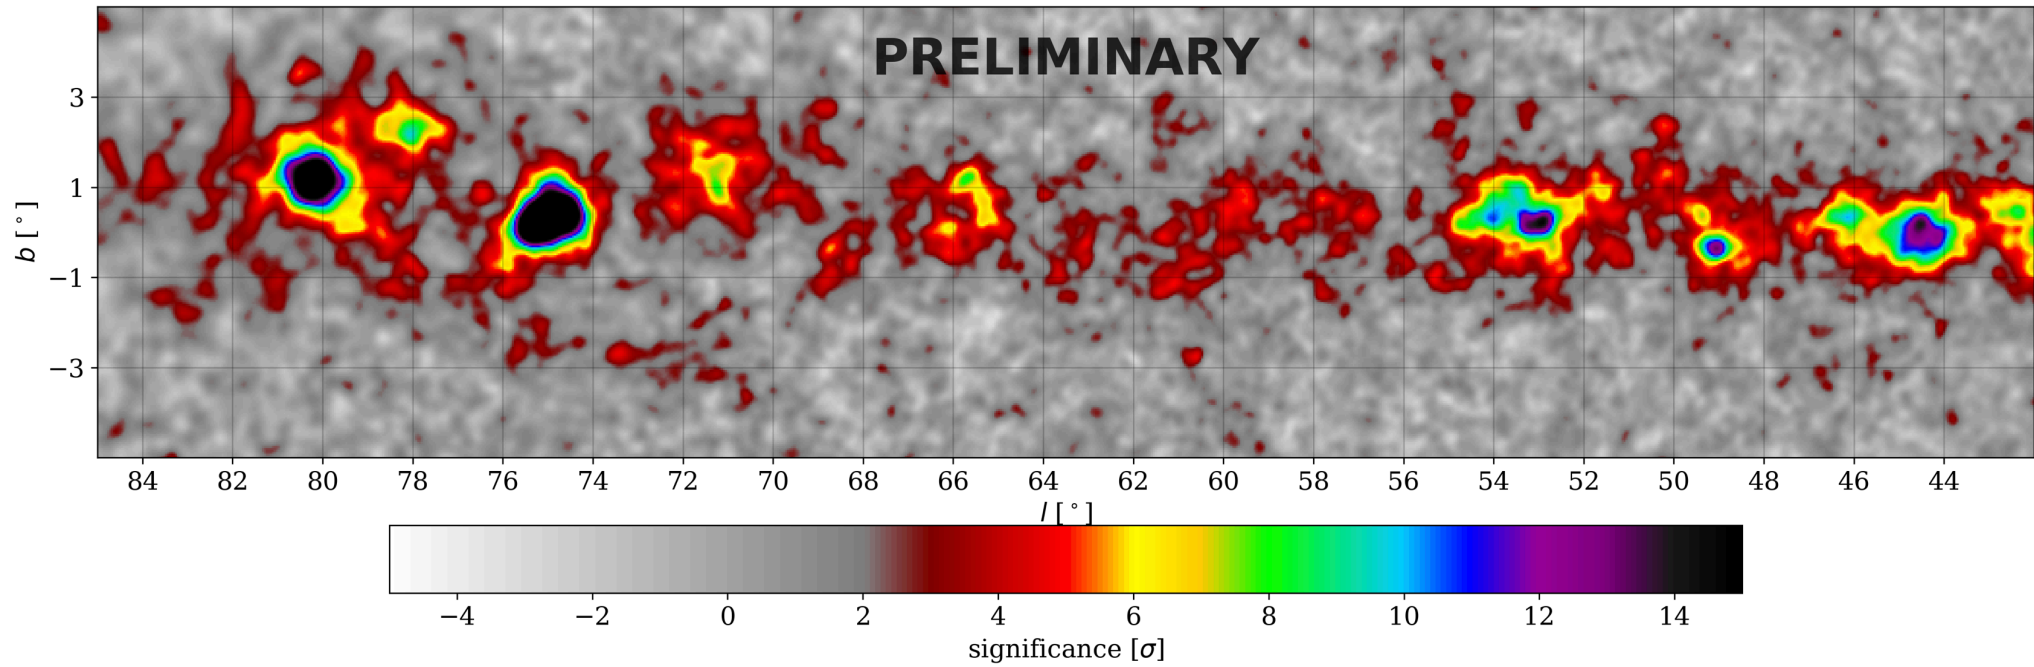 PRELIMINARY
3
1
−1
−3
b [°]
84 82 80 78 76 74 72 70 68 66 64 62 60 58 56 54 52 50 48 46 44
l [°]
−4 −2 0 2 4 6 8 10 12 14
significance [σ]